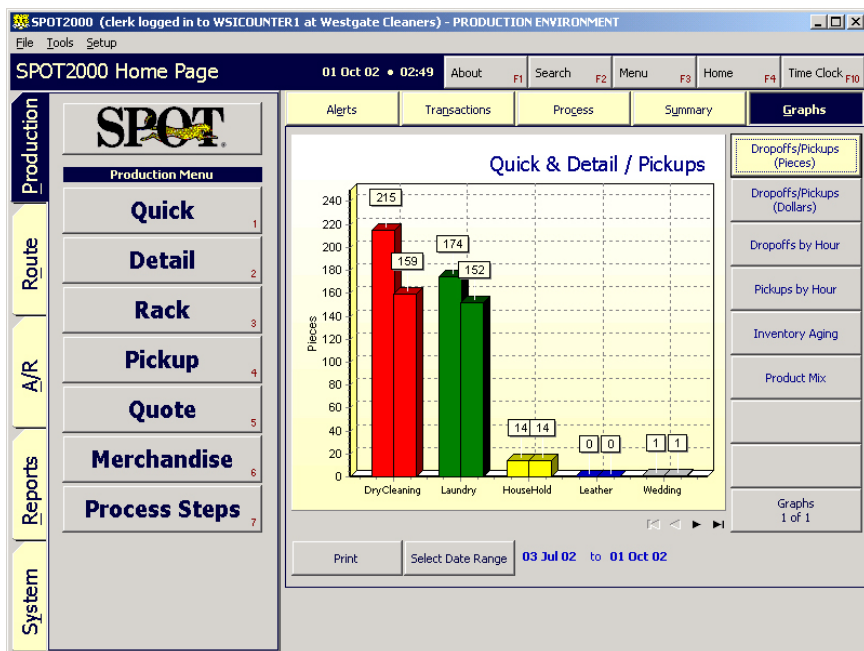 SPOT2000 (clerk logged in to WSICOUNTER1 at Westgate Cleaners) - PRODUCTION ENVIRONMENT
File Tools Setup
SPOT2000 Home Page
01 Oct 02 • 02:49
About F1
Search F2
Menu F3
Home F4
Time Clock F10
Production
Route
A/R
Reports
System
SPOT
Production Menu
Quick 1
Detail 2
Rack 3
Pickup 4
Quote 5
Merchandise 6
Process Steps 7
Alerts
Transactions
Process
Summary
Graphs
Quick & Detail / Pickups
Pieces
240
220
200
180
160
140
120
100
80
60
40
20
0
215
159
174
152
14 14
0 0
1 1
DryCleaning Laundry HouseHold Leather Wedding
Dropoffs/Pickups
(Pieces)
Dropoffs/Pickups
(Dollars)
Dropoffs by Hour
Pickups by Hour
Inventory Aging
Product Mix
Graphs
1 of 1
Print
Select Date Range
03 Jul 02 to 01 Oct 02